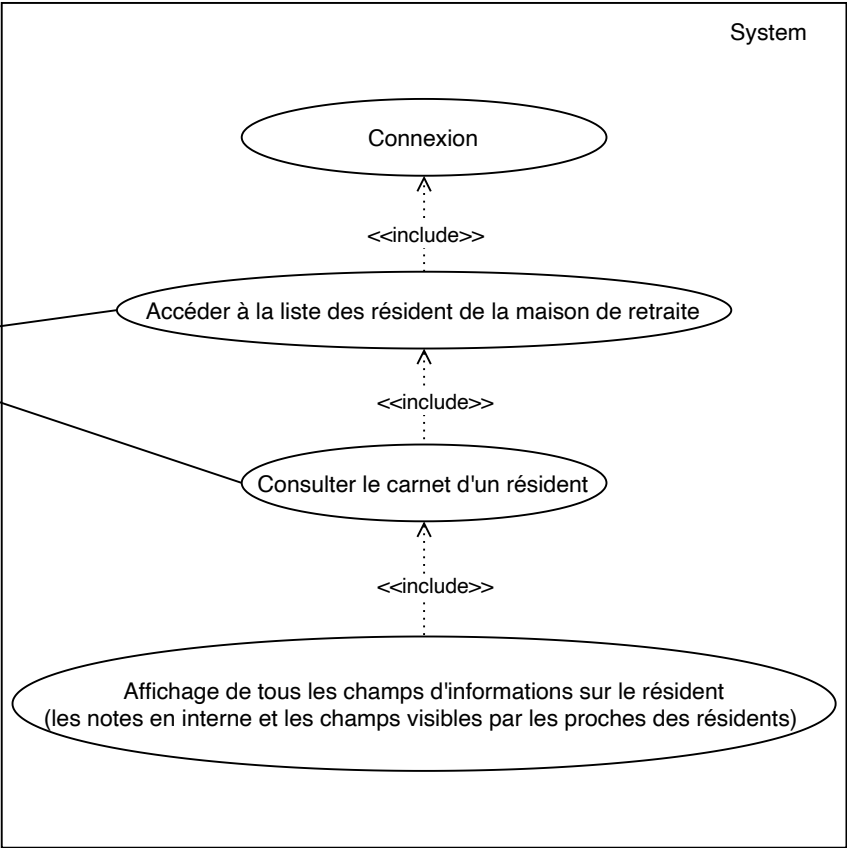 System
Connexion
<<include>>
Accéder à la liste des résident de la maison de retraite
<<include>>
Consulter le carnet d'un résident
<<include>>
Affichage de tous les champs d'informations sur le résident
(les notes en interne et les champs visibles par les proches des résidents)